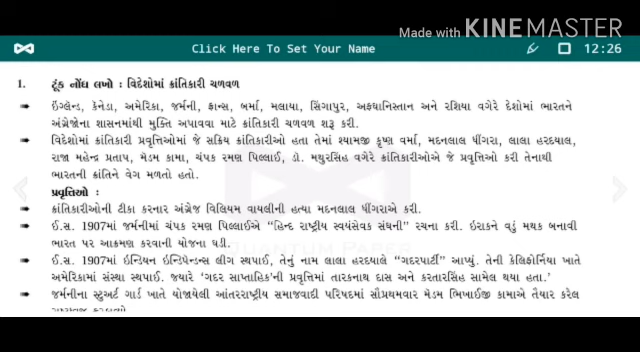 Made with KINEMASTER
Click Here To Set Your Name 12:26
1. ટૂંક નોંધ લખો : વિદેશોમાં ક્રાંતિકારી ચળવળ
➠ ઇંગ્લેન્ડ, કેનેડા, અમેરિકા, જર્મની, ફ્રાન્સ, બર્મા, મલાયા, સિંગાપુર, અફઘાનિસ્તાન અને રશિયા વગેરે દેશોમાં ભારતને
અંગ્રેજોના શાસનમાંથી મુક્તિ અપાવવા માટે ક્રાંતિકારી ચળવળ શરૂ કરી.
➠ વિદેશોમાં ક્રાંતિકારી પ્રવૃત્તિઓમાં જે સક્રિય ક્રાંતિકારીઓ હતા તેમાં શ્યામજી કૃષ્ણ વર્મા, મદનલાલ ધીંગરા, લાલા હરદયાલ,
રાજા મહેન્દ્ર પ્રતાપ, મેડમ કામા, ચંપક રમણ પિલ્લાઈ, ડૉ. મથુરસિંહ વગેરે ક્રાંતિકારીઓએ જે પ્રવૃત્તિઓ કરી તેનાથી
ભારતની ક્રાંતિને વેગ મળતો હતો.
પ્રવૃત્તિઓ :
➠ ક્રાંતિકારીઓની ટીકા કરનાર અંગ્રેજ વિલિયમ વાયલીની હત્યા મદનલાલ ધીંગરાએ કરી.
➠ ઈ.સ. 1907માં જર્મનીમાં ચંપક રમણ પિલ્લાઈએ “હિન્દ રાષ્ટ્રીય સ્વયંસેવક સંઘની” રચના કરી. ઇરાકને વડું મથક બનાવી
ભારત પર આક્રમણ કરવાની યોજના ઘડી.
QUANTUM PAPER
➠ ઈ.સ. 1907માં ઇન્ડિયન ઇન્ડિપેન્ડન્સ લીગ સ્થપાઈ, તેનું નામ લાલા હરદયાલે “ગદરપાર્ટી” આપ્યું. તેની કેલિફોર્નિયા ખાતે
અમેરિકામાં સંસ્થા સ્થપાઈ. જ્યારે ‘ગદર સાપ્તાહિક’ની પ્રવૃત્તિમાં તારકનાથ દાસ અને કરતારસિંહ સામેલ થયા હતા.’
➠ જર્મનીના સ્ટુઅર્ટ ગાર્ડ ખાતે યોજાયેલી આંતરરાષ્ટ્રીય સમાજવાદી પરિષદમાં સૌપ્રથમવાર મેડમ ભિખાઈજી કામાએ તૈયાર કરેલ